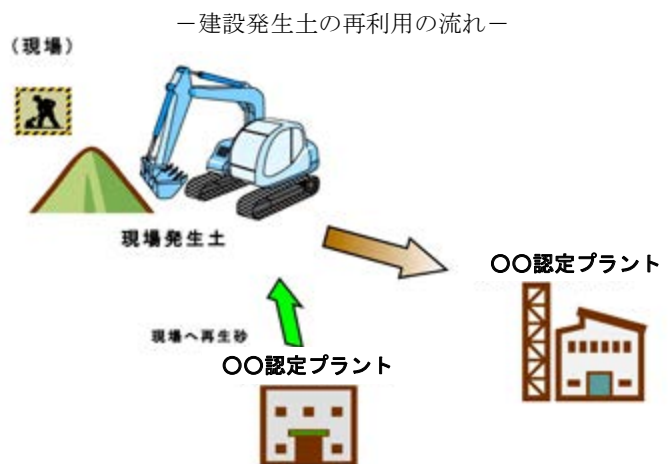 －建設発生土の再利用の流れ－
（現場）
現場発生土
〇〇認定プラント
現場へ再生砂
〇〇認定プラント